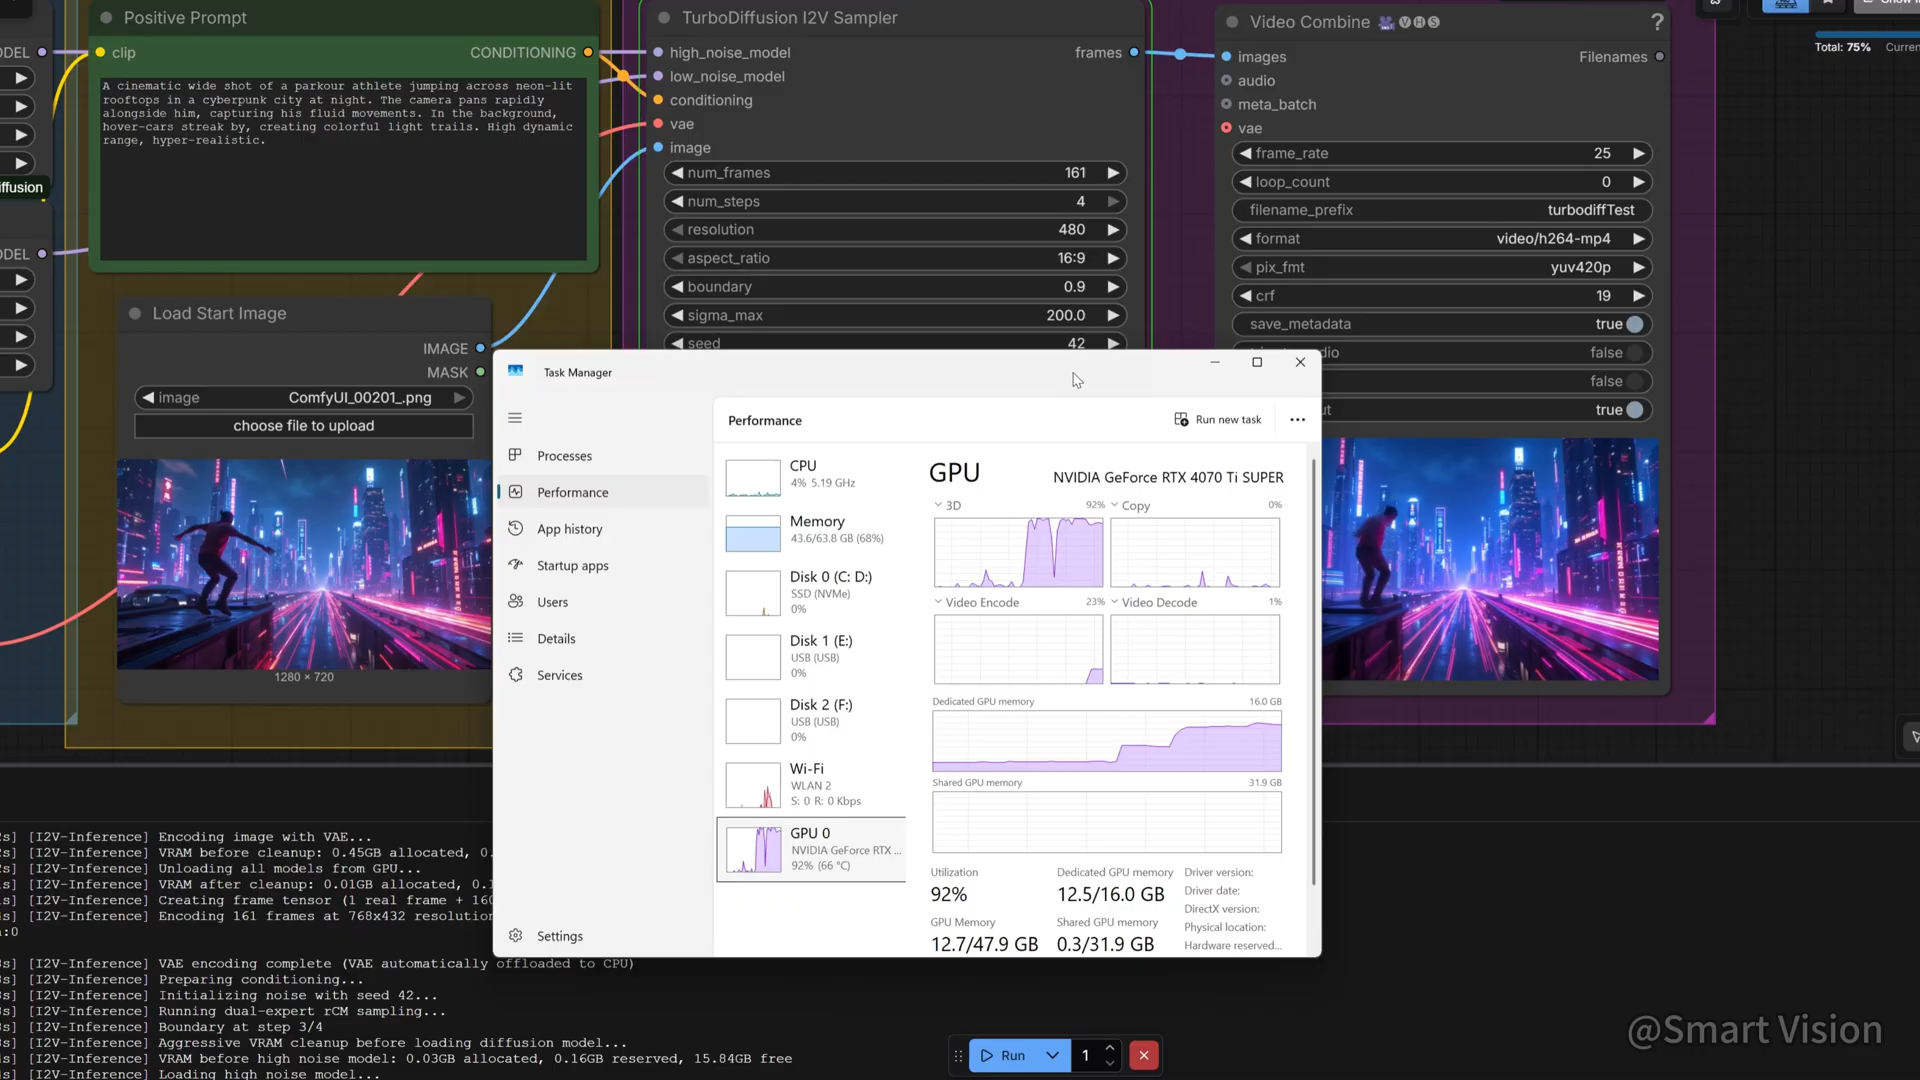 Positive Prompt
clip
CONDITIONING
A cinematic wide shot of a parkour athlete jumping across neon-lit
rooftops in a cyberpunk city at night. The camera pans rapidly
alongside him, capturing his fluid movements. In the background,
hover-cars streak by, creating colorful light trails. High dynamic
range, hyper-realistic.
Load Start Image
IMAGE
MASK
image ComfyUI_00201_.png
choose file to upload
1280 × 720
TurboDiffusion I2V Sampler
high_noise_model
frames
low_noise_model
conditioning
vae
image
num_frames 161
num_steps 4
resolution 480
aspect_ratio 16:9
boundary 0.9
sigma_max 200.0
seed 42
Video Combine
VHS
?
images
Filenames
audio
meta_batch
vae
frame_rate 25
loop_count 0
filename_prefix turbodiffTest
format video/h264-mp4
pix_fmt yuv420p
crf 19
save_metadata true
false
false
true
Total: 75%
Task Manager
Processes
Performance
App history
Startup apps
Users
Details
Services
Settings
Performance
Run new task
CPU
4% 5.19 GHz
Memory
43.6/63.8 GB (68%)
Disk 0 (C: D:)
SSD (NVMe)
0%
Disk 1 (E:)
USB (USB)
0%
Disk 2 (F:)
USB (USB)
0%
Wi-Fi
WLAN 2
S: 0 R: 0 Kbps
GPU 0
NVIDIA GeForce RTX ...
92% (66 °C)
GPU
NVIDIA GeForce RTX 4070 Ti SUPER
3D 92%
Copy 0%
Video Encode 23%
Video Decode 1%
Dedicated GPU memory 16.0 GB
Shared GPU memory 31.9 GB
Utilization
92%
Dedicated GPU memory
12.5/16.0 GB
GPU Memory
12.7/47.9 GB
Shared GPU memory
0.3/31.9 GB
Driver version:
Driver date:
DirectX version:
Physical location:
Hardware reserved...
[I2V-Inference] Encoding image with VAE...
[I2V-Inference] VRAM before cleanup: 0.45GB allocated, 0.
[I2V-Inference] Unloading all models from GPU...
[I2V-Inference] VRAM after cleanup: 0.01GB allocated, 0.1
[I2V-Inference] Creating frame tensor (1 real frame + 160
[I2V-Inference] Encoding 161 frames at 768x432 resolution
[I2V-Inference] VAE encoding complete (VAE automatically offloaded to CPU)
[I2V-Inference] Preparing conditioning...
[I2V-Inference] Initializing noise with seed 42...
[I2V-Inference] Running dual-expert rCM sampling...
[I2V-Inference] Boundary at step 3/4
[I2V-Inference] Aggressive VRAM cleanup before loading diffusion model...
[I2V-Inference] VRAM before high noise model: 0.03GB allocated, 0.16GB reserved, 15.84GB free
[I2V-Inference] Loading high noise model...
Run
1
@Smart Vision